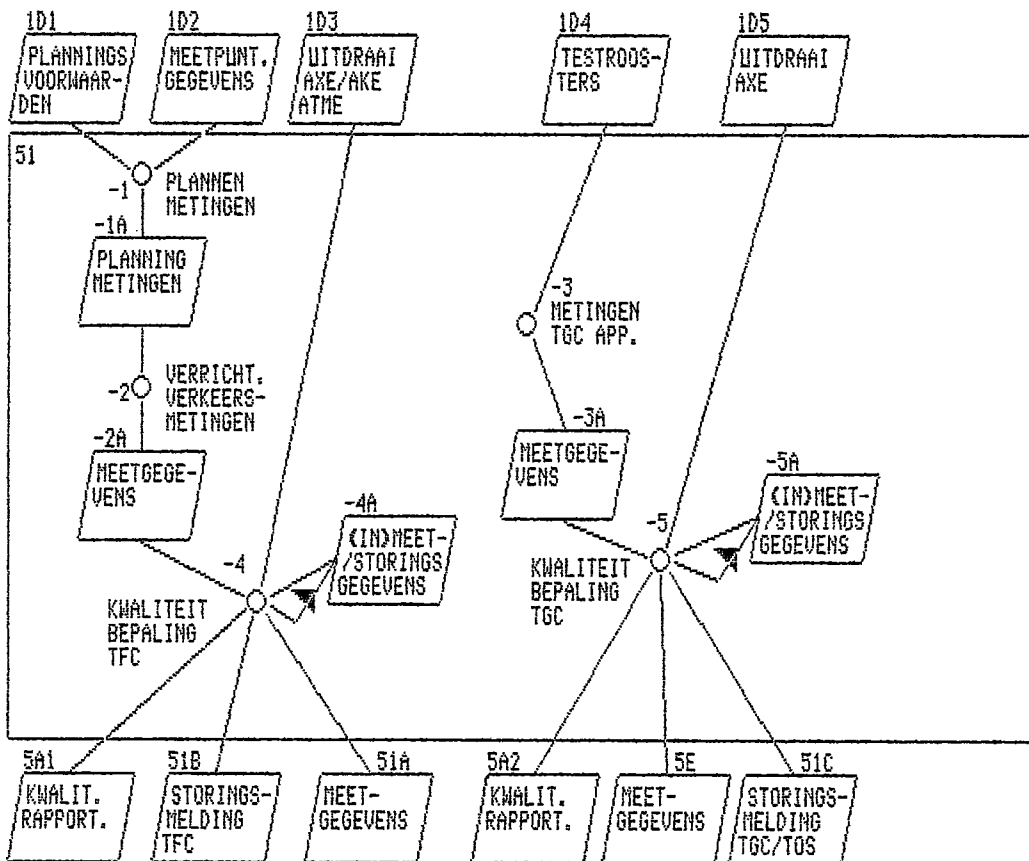 1D1
PLANNINGS
VOORWAAR-
DEN
1D2
MEETPUNT.
GEGEVENS
1D3
UITDRAAI
AXE/AKE
ATME
1D4
TESTROOS-
TERS
1D5
UITDRAAI
AXE
51
-1
PLANNEN
METINGEN
-1A
PLANNING
METINGEN
-2
VERRICHT.
VERKEERS-
METINGEN
-2A
MEETGEGE-
VENS
-3
METINGEN
TGC APP.
-3A
MEETGEGE-
VENS
-4A
(IN)MEET-
/STORINGS
GEGEVENS
-4
KWALITEIT
BEPALING
TFC
-5A
(IN)MEET-
/STORINGS
GEGEVENS
-5
KWALITEIT
BEPALING
TGC
5A1
KWALIT.
RAPPORT.
51B
STORINGS-
MELDING
TFC
51A
MEET-
GEGEVENS
5A2
KWALIT.
RAPPORT.
5E
MEET-
GEGEVENS
51C
STORINGS-
MELDING
TGC/TOS